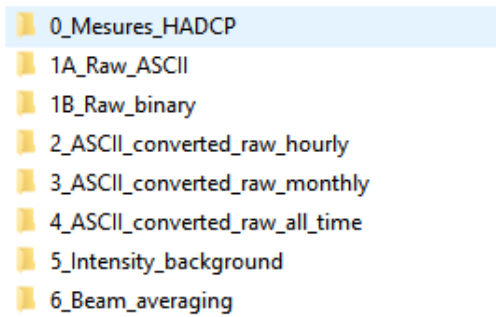 0_Mesures_HADCP
1A_Raw_ASCII
1B_Raw_binary
2_ASCII_converted_raw_hourly
3_ASCII_converted_raw_monthly
4_ASCII_converted_raw_all_time
5_Intensity_background
6_Beam_averaging